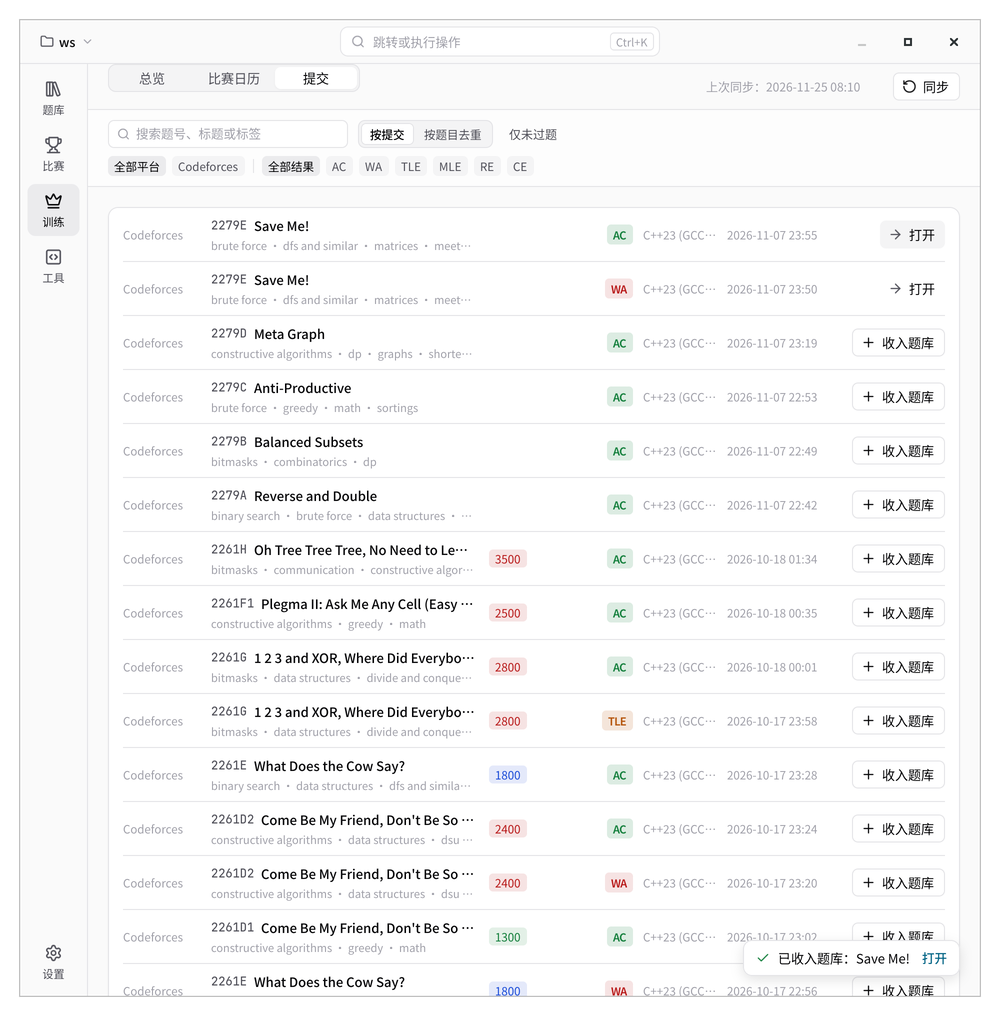 ws
跳转或执行操作 Ctrl+K
题库
比赛
训练
工具
设置
总览 比赛日历 提交
上次同步：2026-11-25 08:10 同步
搜索题号、标题或标签 按提交 按题目去重 仅未过题
全部平台 Codeforces 全部结果 AC WA TLE MLE RE CE
Codeforces 2279E Save Me! AC C++23 (GCC… 2026-11-07 23:55 打开
brute force • dfs and similar • matrices • meet…
Codeforces 2279E Save Me! WA C++23 (GCC… 2026-11-07 23:50 打开
brute force • dfs and similar • matrices • meet…
Codeforces 2279D Meta Graph AC C++23 (GCC… 2026-11-07 23:19 收入题库
constructive algorithms • dp • graphs • shorte…
Codeforces 2279C Anti-Productive AC C++23 (GCC… 2026-11-07 22:53 收入题库
brute force • greedy • math • sortings
Codeforces 2279B Balanced Subsets AC C++23 (GCC… 2026-11-07 22:49 收入题库
bitmasks • combinatorics • dp
Codeforces 2279A Reverse and Double AC C++23 (GCC… 2026-11-07 22:42 收入题库
binary search • brute force • data structures • …
Codeforces 2261H Oh Tree Tree Tree, No Need to Le… 3500 AC C++23 (GCC… 2026-10-18 01:34 收入题库
bitmasks • communication • constructive algor…
Codeforces 2261F1 Plegma II: Ask Me Any Cell (Easy … 2500 AC C++23 (GCC… 2026-10-18 00:35 收入题库
constructive algorithms • greedy • math
Codeforces 2261G 1 2 3 and XOR, Where Did Everybo… 2800 AC C++23 (GCC… 2026-10-18 00:01 收入题库
bitmasks • data structures • divide and conque…
Codeforces 2261G 1 2 3 and XOR, Where Did Everybo… 2800 TLE C++23 (GCC… 2026-10-17 23:58 收入题库
bitmasks • data structures • divide and conque…
Codeforces 2261E What Does the Cow Say? 1800 AC C++23 (GCC… 2026-10-17 23:28 收入题库
binary search • data structures • dfs and simila…
Codeforces 2261D2 Come Be My Friend, Don't Be So … 2400 AC C++23 (GCC… 2026-10-17 23:24 收入题库
constructive algorithms • data structures • dsu …
Codeforces 2261D2 Come Be My Friend, Don't Be So … 2400 WA C++23 (GCC… 2026-10-17 23:20 收入题库
constructive algorithms • data structures • dsu …
Codeforces 2261D1 Come Be My Friend, Don't Be So … 1300 AC C++23 (GCC… 2026-10-17 23:02 收入题库
constructive algorithms • greedy • math
已收入题库：Save Me! 打开
Codeforces 2261E What Does the Cow Say? 1800 WA C++23 (GCC… 2026-10-17 22:56 收入题库